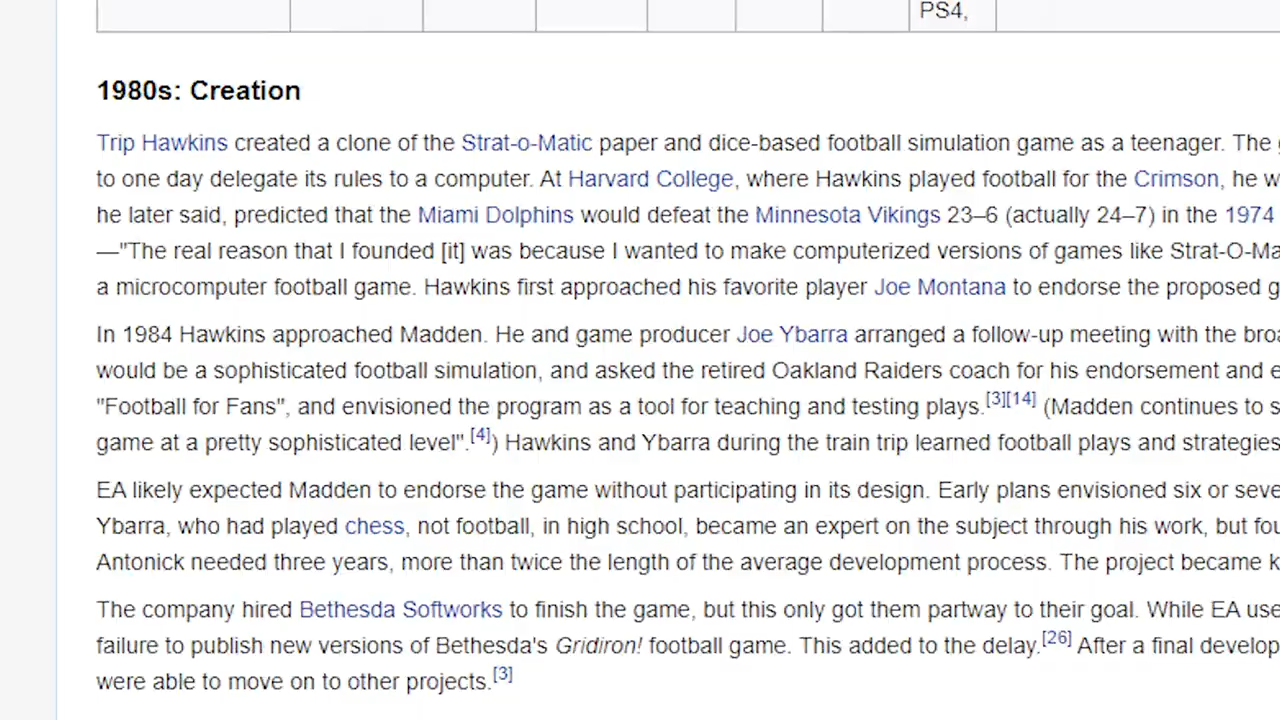 PS4,
1980s: Creation
Trip Hawkins created a clone of the Strat-o-Matic paper and dice-based football simulation game as a teenager. The
to one day delegate its rules to a computer. At Harvard College, where Hawkins played football for the Crimson, he
he later said, predicted that the Miami Dolphins would defeat the Minnesota Vikings 23–6 (actually 24–7) in the 1974
—"The real reason that I founded [it] was because I wanted to make computerized versions of games like
a microcomputer football game. Hawkins first approached his favorite player Joe Montana to endorse the proposed
In 1984 Hawkins approached Madden. He and game producer Joe Ybarra arranged a follow-up meeting with the
would be a sophisticated football simulation, and asked the retired Oakland Raiders coach for his endorsement and
"Football for Fans", and envisioned the program as a tool for teaching and testing plays.[3][14] (Madden continues to
game at a pretty sophisticated level".[4]) Hawkins and Ybarra during the train trip learned football plays and strategies
EA likely expected Madden to endorse the game without participating in its design. Early plans envisioned six or
Ybarra, who had played chess, not football, in high school, became an expert on the subject through his work, but
Antonick needed three years, more than twice the length of the average development process. The project became
The company hired Bethesda Softworks to finish the game, but this only got them partway to their goal. While EA
failure to publish new versions of Bethesda's Gridiron! football game. This added to the delay.[26] After a final
were able to move on to other projects.[3]